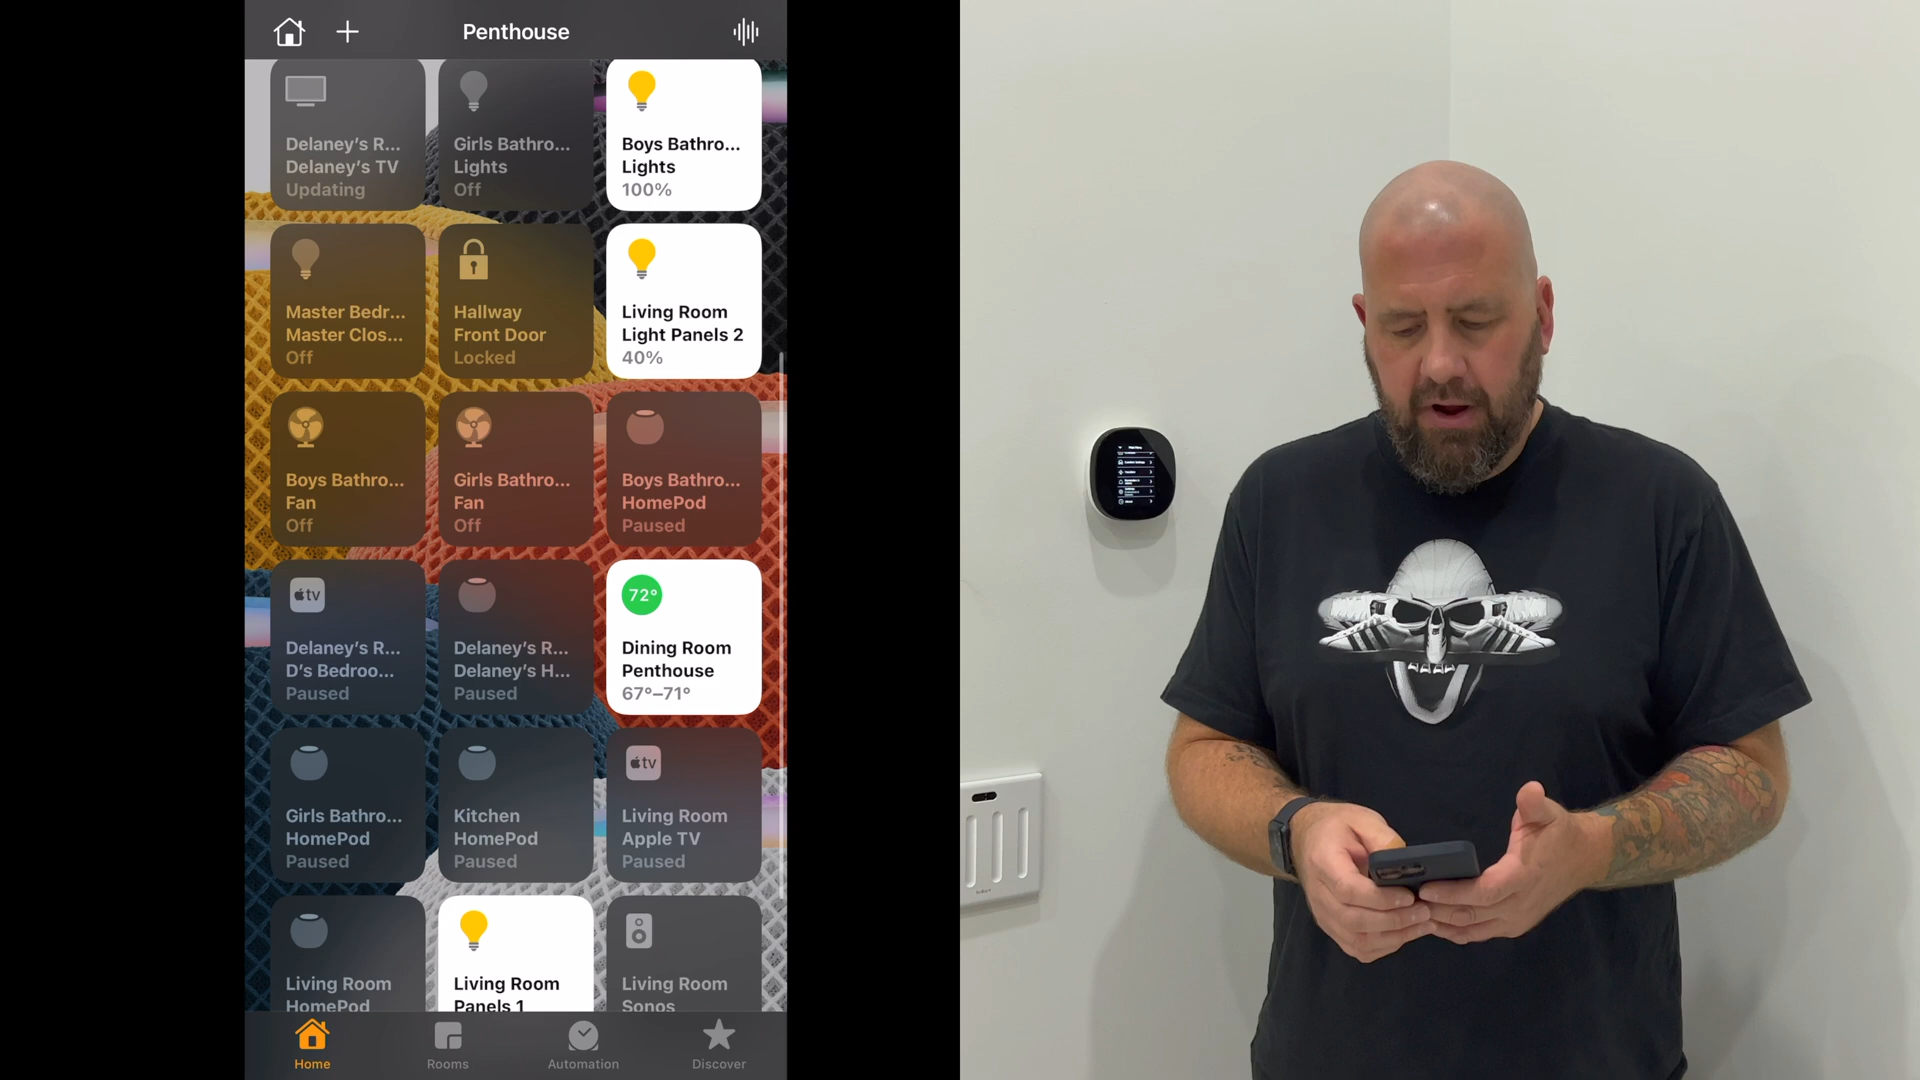 Penthouse
Delaney’s R...
Delaney’s TV
Updating
Girls Bathro...
Lights
Off
Boys Bathro...
Lights
100%
Master Bedr...
Master Clos...
Off
Hallway
Front Door
Locked
Living Room
Light Panels 2
40%
Boys Bathro...
Fan
Off
Girls Bathro...
Fan
Off
Boys Bathro...
HomePod
Paused
tv
Delaney’s R...
D’s Bedroo...
Paused
Delaney’s R...
Delaney’s H...
Paused
72°
Dining Room
Penthouse
67°–71°
Girls Bathro...
HomePod
Paused
Kitchen
HomePod
Paused
tv
Living Room
Apple TV
Paused
Living Room
HomePod
Living Room
Panels 1
Living Room
Sonos
Home
Rooms
Automation
Discover